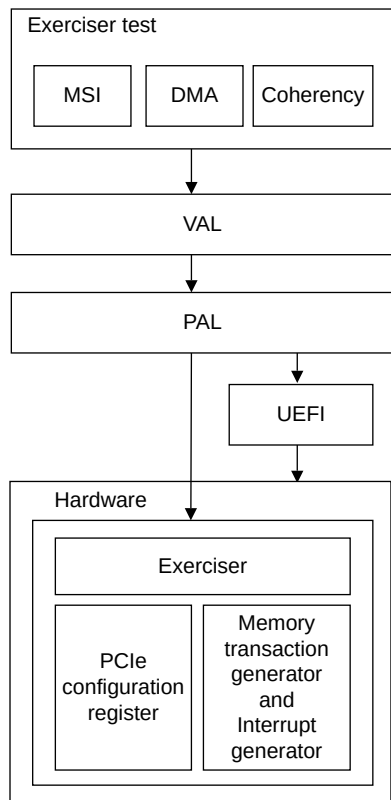 Exerciser test
MSI
DMA
Coherency
VAL
PAL
UEFI
Hardware
Exerciser
PCIe
configuration
register
Memory
transaction
generator
and
Interrupt
generator